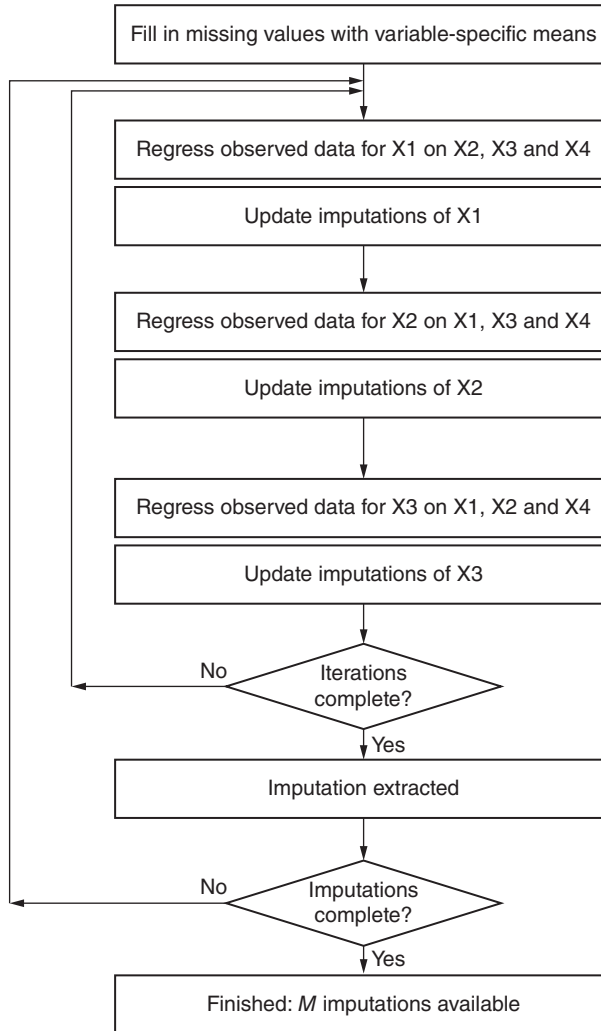 Fill in missing values with variable-specific means
Regress observed data for X1 on X2, X3 and X4
Update imputations of X1
Regress observed data for X2 on X1, X3 and X4
Update imputations of X2
Regress observed data for X3 on X1, X2 and X4
Update imputations of X3
No
Iterations
complete?
Yes
Imputation extracted
No
Imputations
complete?
Yes
Finished: M imputations available